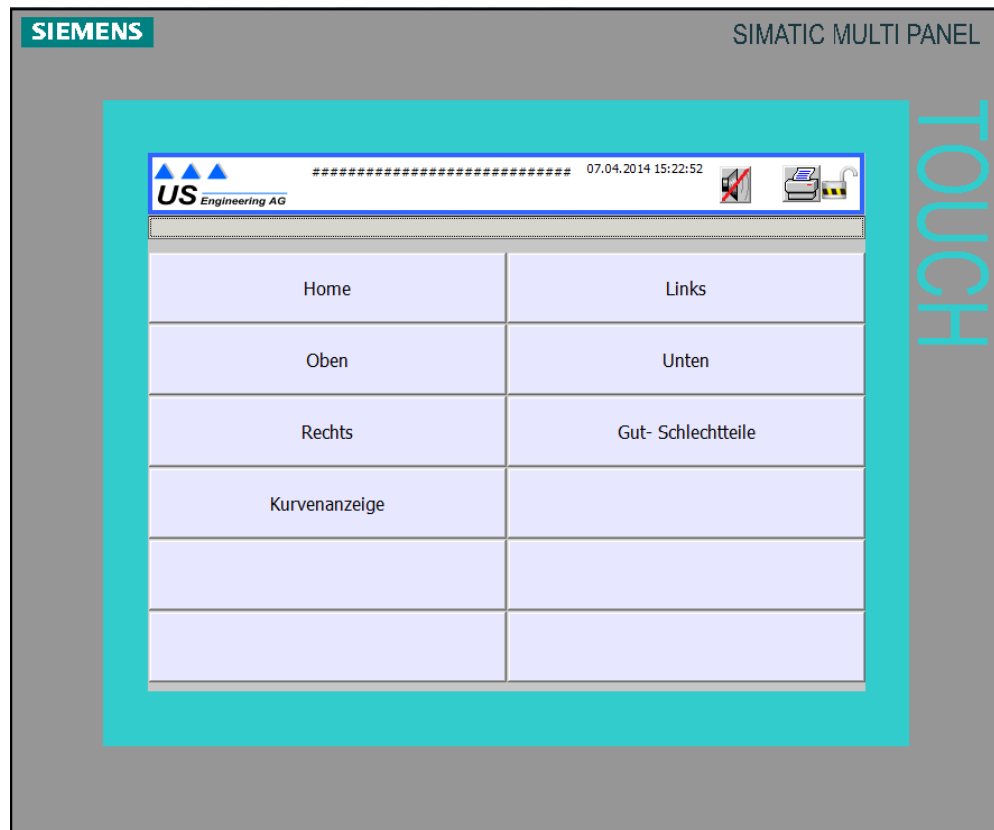 SIEMENS
SIMATIC MULTI PANEL
TOUCH
############################# 07.04.2014 15:22:52
US Engineering AG
Home Links
Oben Unten
Rechts Gut- Schlechtteile
Kurvenanzeige